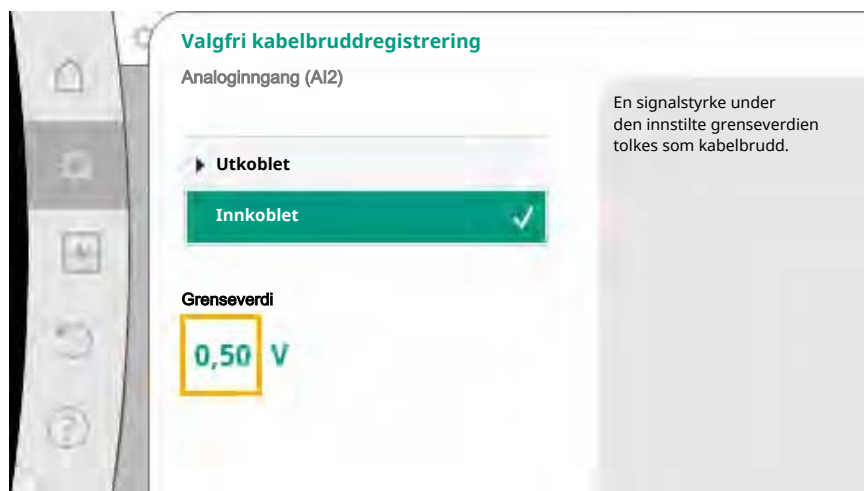 Valgfri kabelbruddregistrering
Analoginngang (AI2)
Utkoblet
Innkoblet
Grenseverdi
0,50 V
En signalstyrke under
den innstilte grenseverdien
tolkes som kabelbrudd.